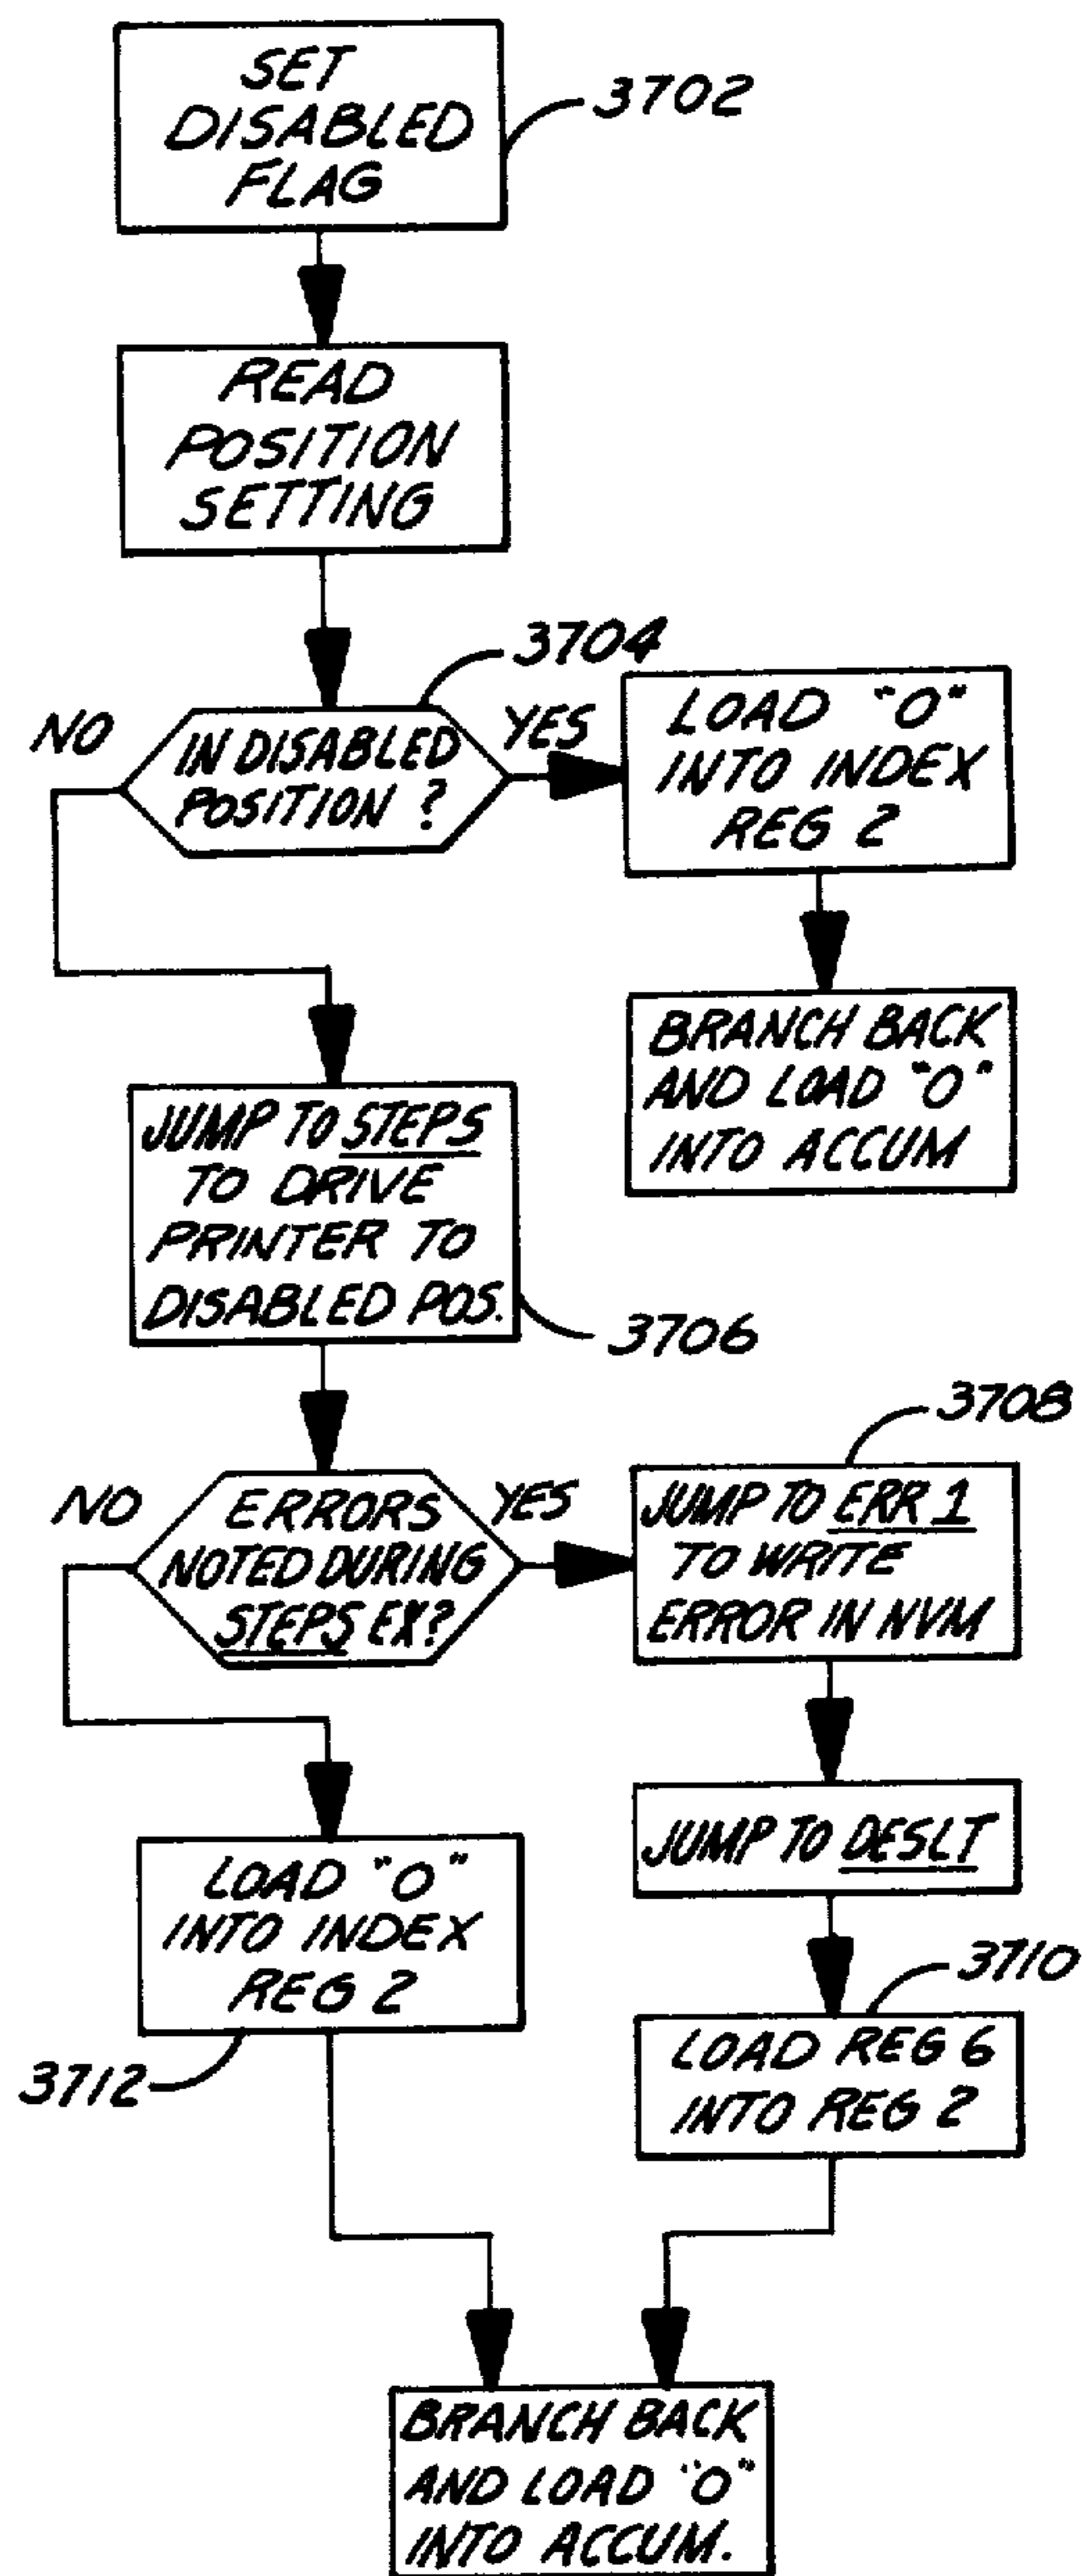 SET
DISABLED
FLAG
3702
READ
POSITION
SETTING
3704
NO
IN DISABLED
POSITION ?
YES
LOAD "O"
INTO INDEX
REG 2
BRANCH BACK
AND LOAD "O"
INTO ACCUM
JUMP TO STEPS
TO DRIVE
PRINTER TO
DISABLED POS.
3706
NO
ERRORS
NOTED DURING
STEPS EX?
YES
3708
JUMP TO ERR 1
TO WRITE
ERROR IN NVM
JUMP TO DESLT
3710
LOAD REG 6
INTO REG 2
LOAD "O"
INTO INDEX
REG 2
3712
BRANCH BACK
AND LOAD "O"
INTO ACCUM.